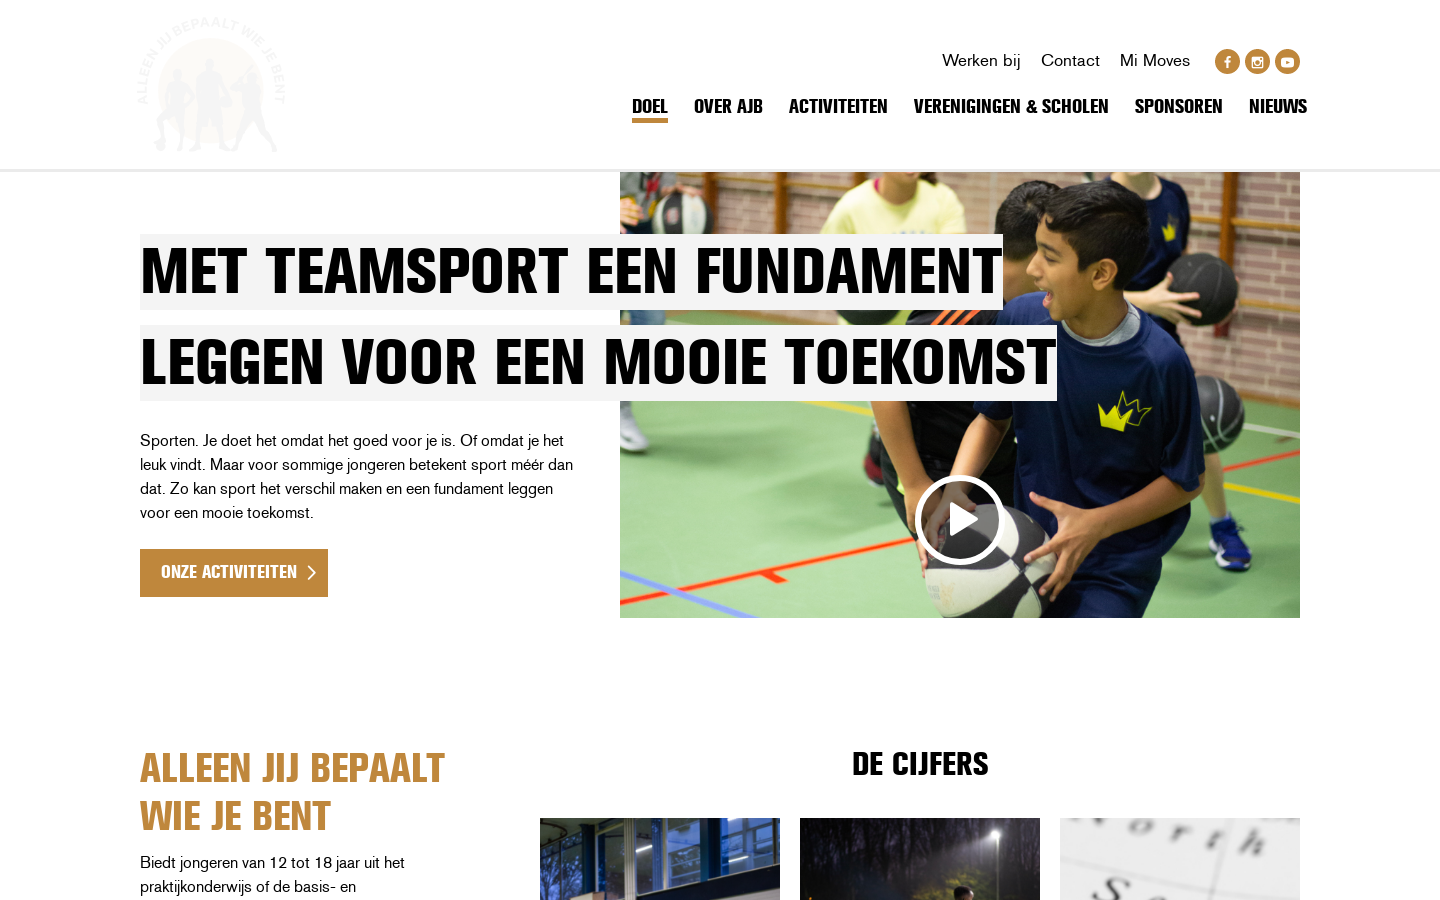 ALLEEN JIJ BEPAALT WIE JE BENT
Werken bij Contact Mi Moves
DOEL OVER AJB ACTIVITEITEN VERENIGINGEN & SCHOLEN SPONSOREN NIEUWS
MET TEAMSPORT EEN FUNDAMENT
LEGGEN VOOR EEN MOOIE TOEKOMST
Sporten. Je doet het omdat het goed voor je is. Of omdat je het
leuk vindt. Maar voor sommige jongeren betekent sport méér dan
dat. Zo kan sport het verschil maken en een fundament leggen
voor een mooie toekomst.
ONZE ACTIVITEITEN
ALLEEN JIJ BEPAALT
WIE JE BENT
DE CIJFERS
Biedt jongeren van 12 tot 18 jaar uit het
praktijkonderwijs of de basis- en